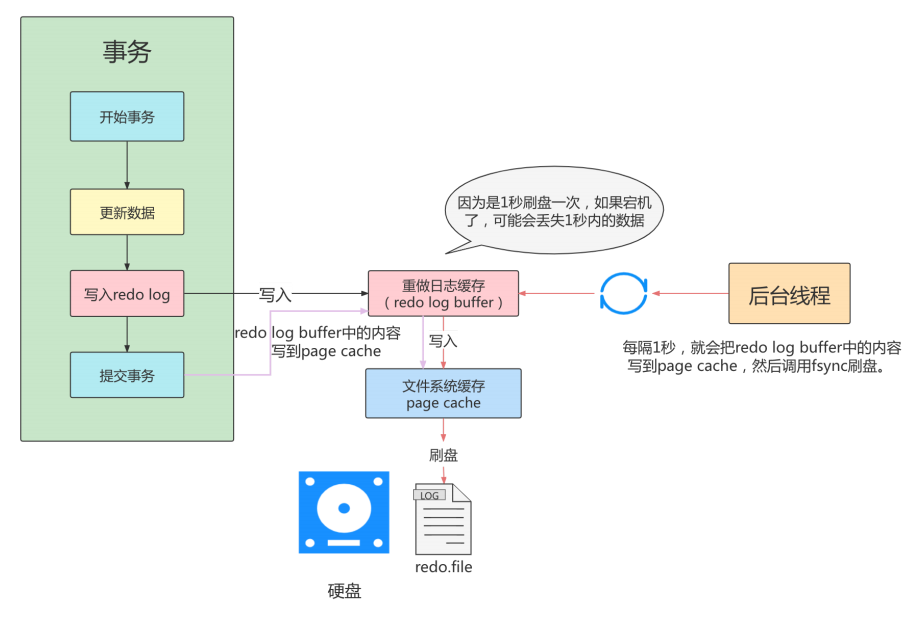 事务
开始事务
更新数据
写入redo log
提交事务
写入
redo log buffer中的内容
写到page cache
因为是1秒刷盘一次，如果宕机
了，可能会丢失1秒内的数据
重做日志缓存
（redo log buffer）
写入
文件系统缓存
page cache
刷盘
LOG
redo.file
硬盘
后台线程
每隔1秒，就会把redo log buffer中的内容
写到page cache，然后调用fsync刷盘。